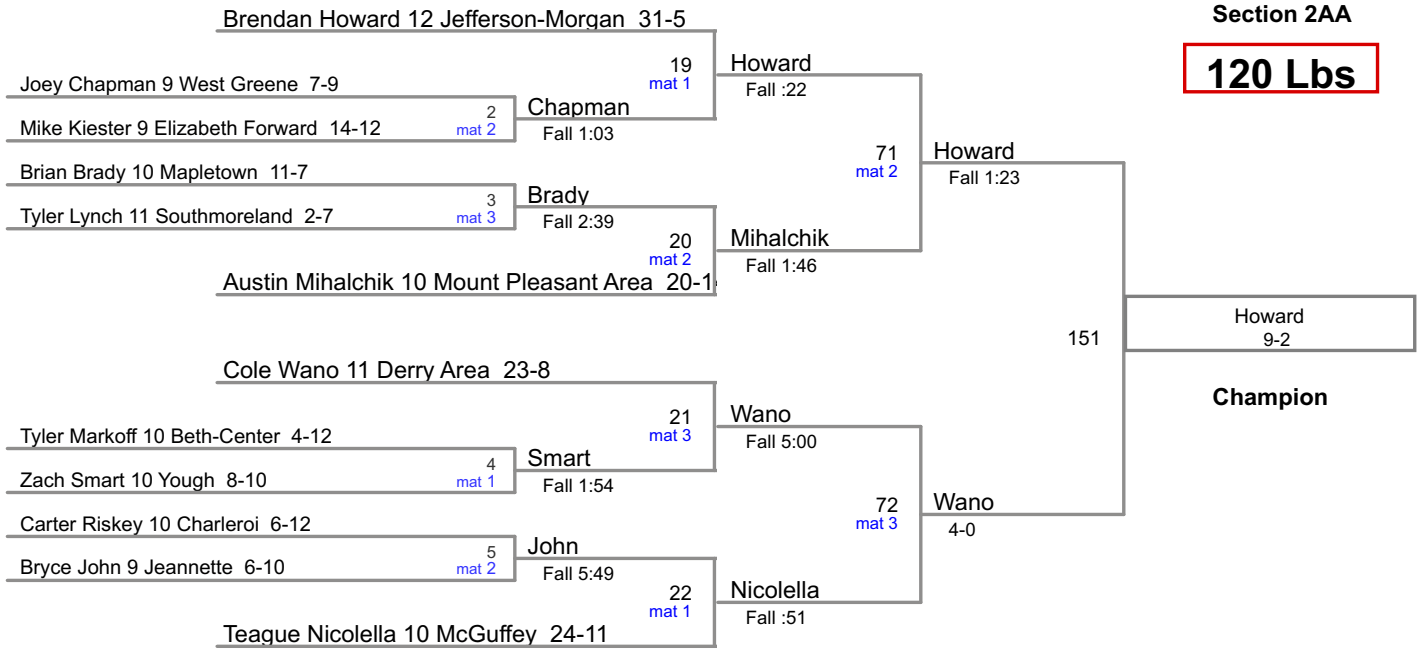 Brendan Howard 12 Jefferson-Morgan 31-5
Section 2AA
120 Lbs
19
mat 1
Howard
Fall :22
Joey Chapman 9 West Greene 7-9
2
mat 2
Chapman
Fall 1:03
Mike Kiester 9 Elizabeth Forward 14-12
71
mat 2
Howard
Fall 1:23
Brian Brady 10 Mapletown 11-7
3
mat 3
Brady
Fall 2:39
Tyler Lynch 11 Southmoreland 2-7
20
mat 2
Mihalchik
Fall 1:46
Austin Mihalchik 10 Mount Pleasant Area 20-1
151
Howard
9-2
Champion
Cole Wano 11 Derry Area 23-8
21
mat 3
Wano
Fall 5:00
Tyler Markoff 10 Beth-Center 4-12
4
mat 1
Smart
Fall 1:54
Zach Smart 10 Yough 8-10
72
mat 3
Wano
4-0
Carter Riskey 10 Charleroi 6-12
5
mat 2
John
Fall 5:49
Bryce John 9 Jeannette 6-10
22
mat 1
Nicolella
Fall :51
Teague Nicolella 10 McGuffey 24-11